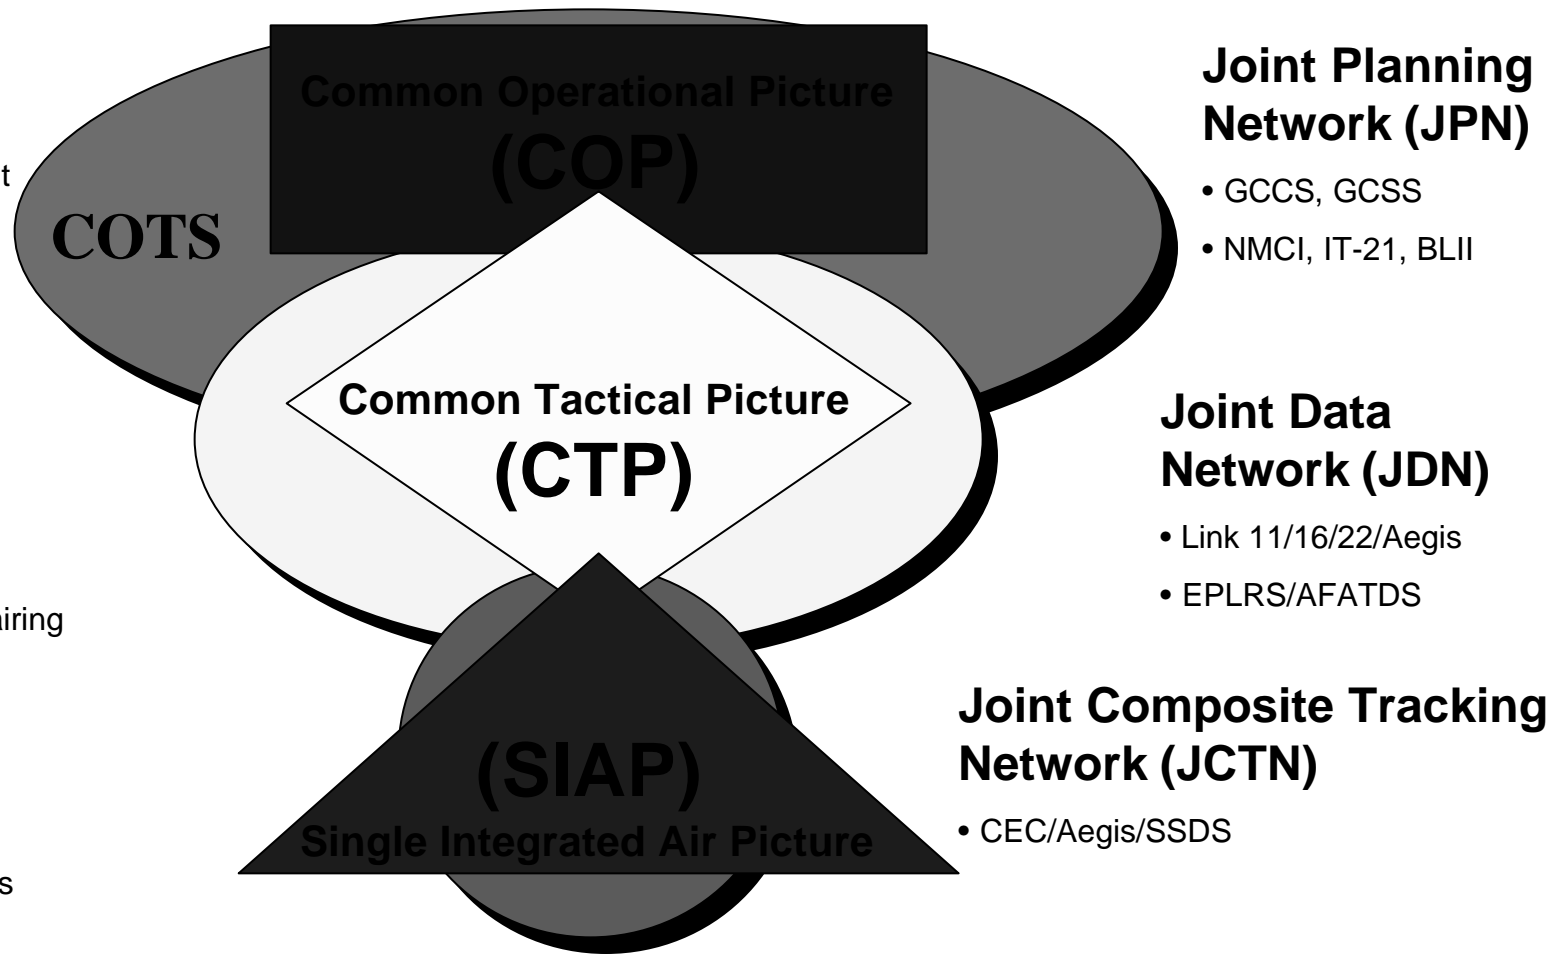 Common Operational Picture
(COP)
t
COTS
Joint Planning
Network (JPN)
• GCCS, GCSS
• NMCI, IT-21, BLII
Common Tactical Picture
(CTP)
Joint Data
Network (JDN)
• Link 11/16/22/Aegis
• EPLRS/AFATDS
iring
(SIAP)
Single Integrated Air Picture
Joint Composite Tracking
Network (JCTN)
• CEC/Aegis/SSDS
s